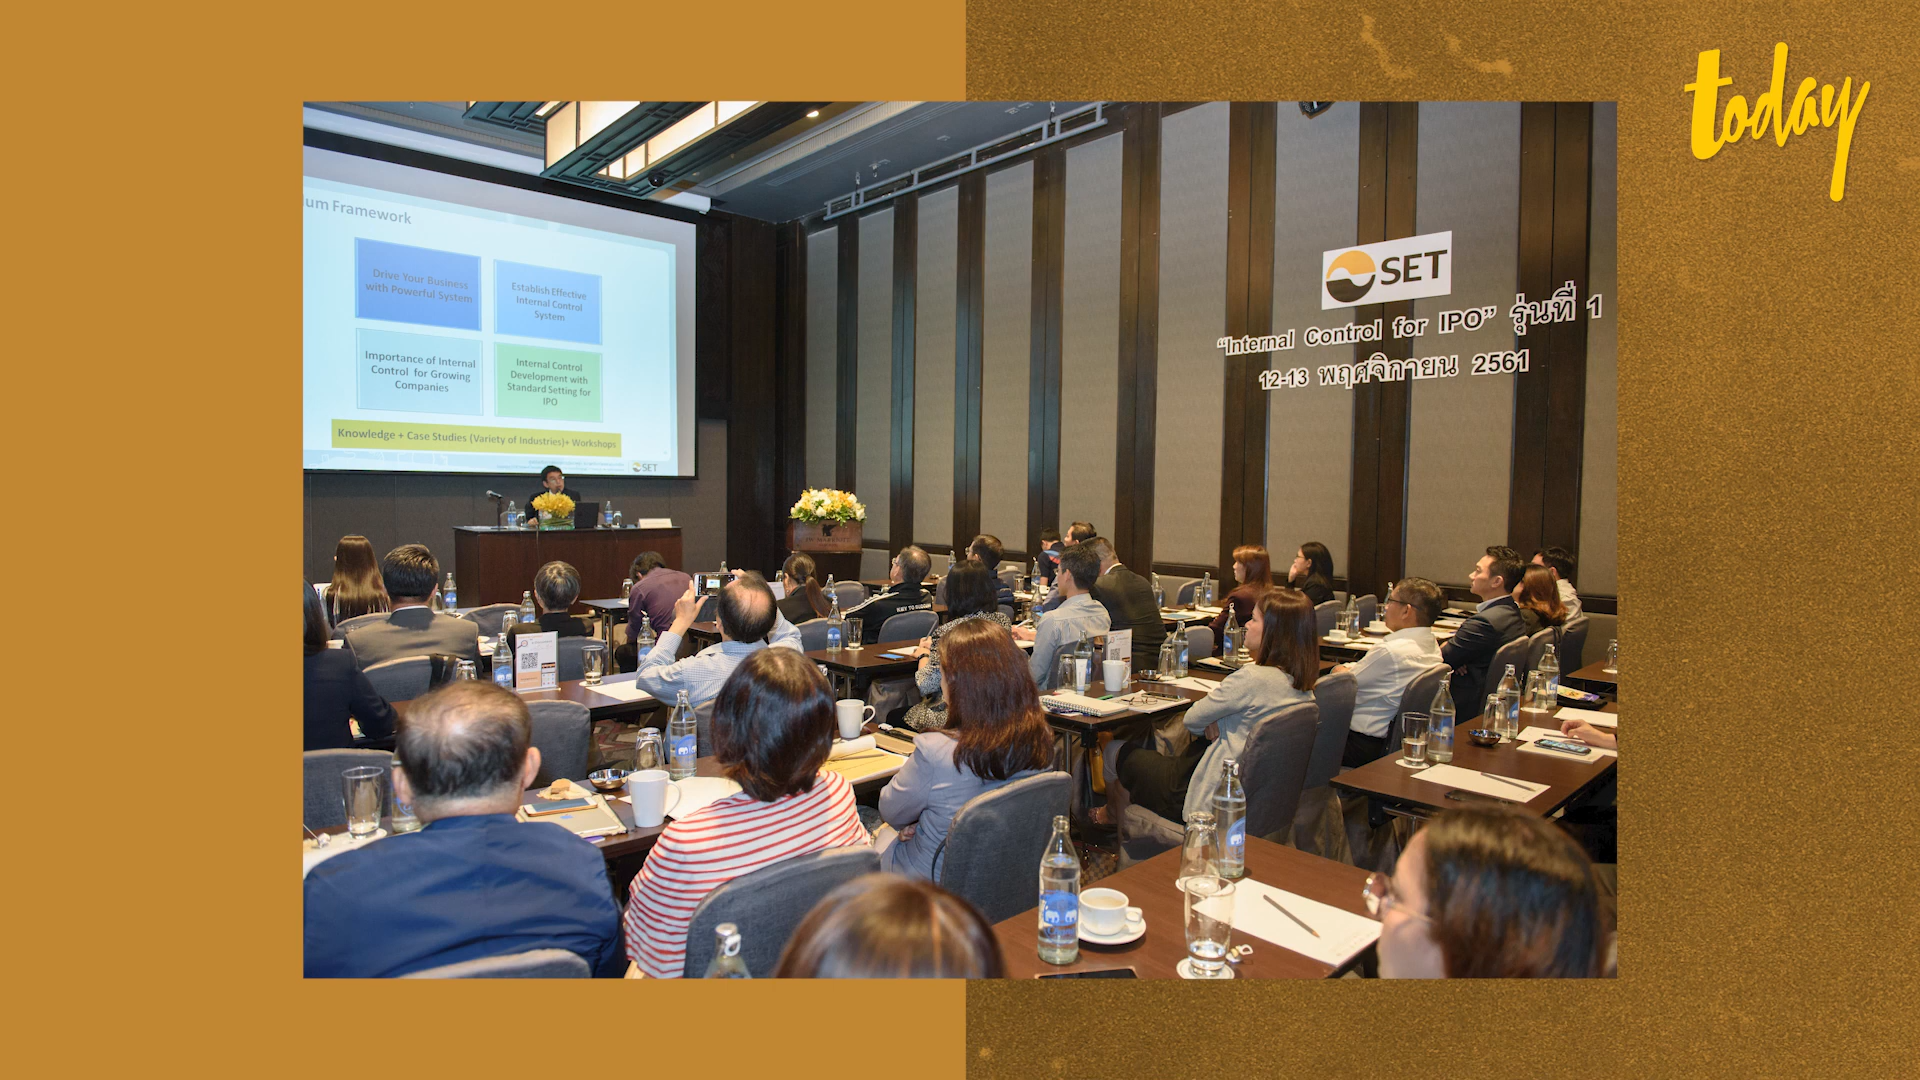 today
um Framework
Drive Your Business
with Powerful System
Establish Effective
Internal Control
System
Importance of Internal
Control for Growing
Companies
Internal Control
Development with
Standard Setting for
IPO
Knowledge + Case Studies (Variety of Industries)+ Workshops
SET
SET
"Internal Control for IPO" รุ่นที่ 1
12-13 พฤศจิกายน 2561